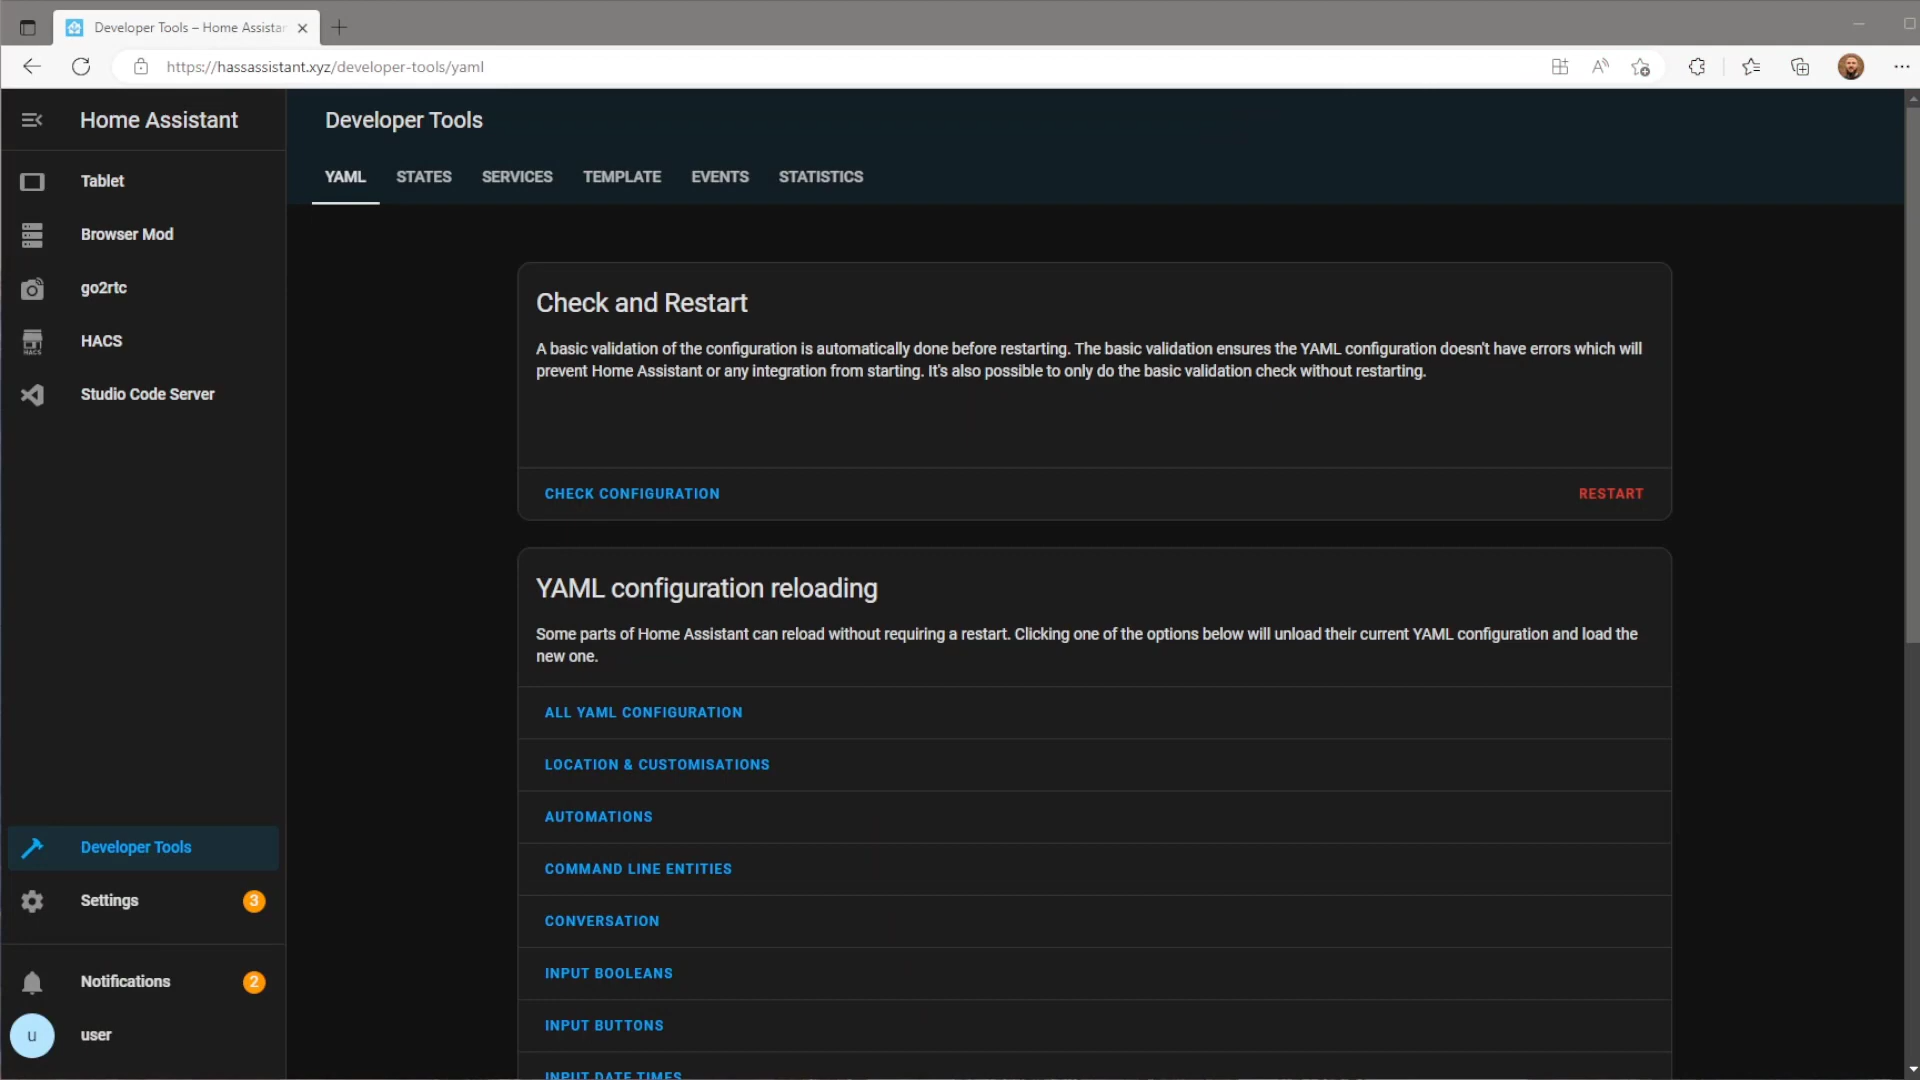 Developer Tools – Home Assistar
https://hassassistant.xyz/developer-tools/yaml
Home Assistant
Developer Tools
YAML STATES SERVICES TEMPLATE EVENTS STATISTICS
Tablet
Browser Mod
go2rtc
HACS
HACS
Studio Code Server
Check and Restart
A basic validation of the configuration is automatically done before restarting. The basic validation ensures the YAML configuration doesn't have errors which will
prevent Home Assistant or any integration from starting. It's also possible to only do the basic validation check without restarting.
CHECK CONFIGURATION RESTART
YAML configuration reloading
Some parts of Home Assistant can reload without requiring a restart. Clicking one of the options below will unload their current YAML configuration and load the
new one.
ALL YAML CONFIGURATION
LOCATION & CUSTOMISATIONS
AUTOMATIONS
COMMAND LINE ENTITIES
CONVERSATION
INPUT BOOLEANS
INPUT BUTTONS
INPUT DATE TIMES
Developer Tools
Settings 3
Notifications 2
u user